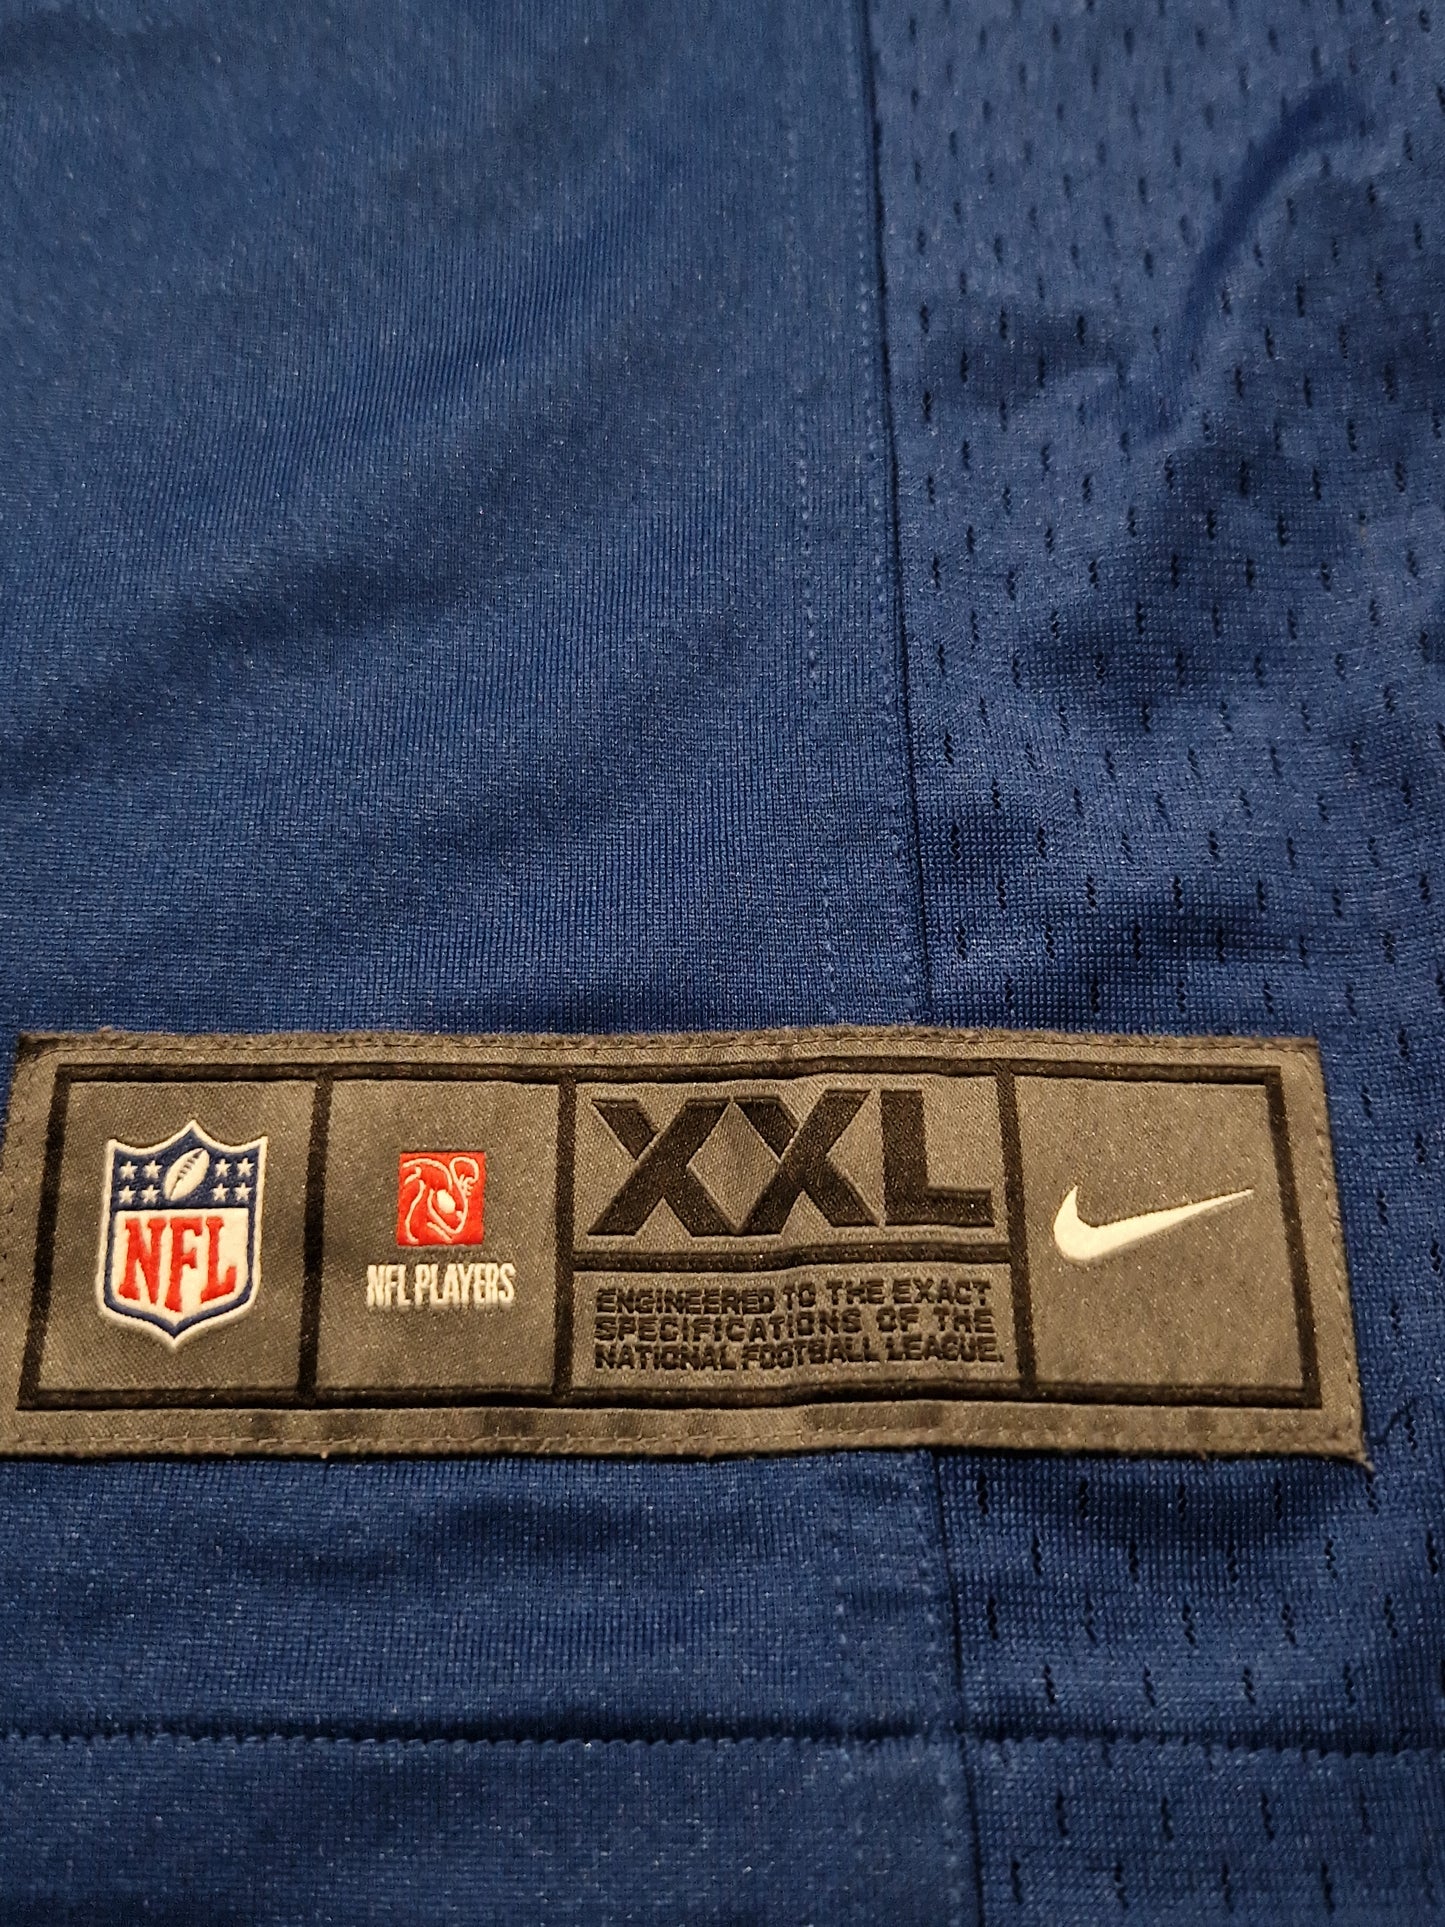 NFL
NFL PLAYERS
XXL
ENGINEERED TO THE EXACT
SPECIFICATIONS OF THE
NATIONAL FOOTBALL LEAGUE.